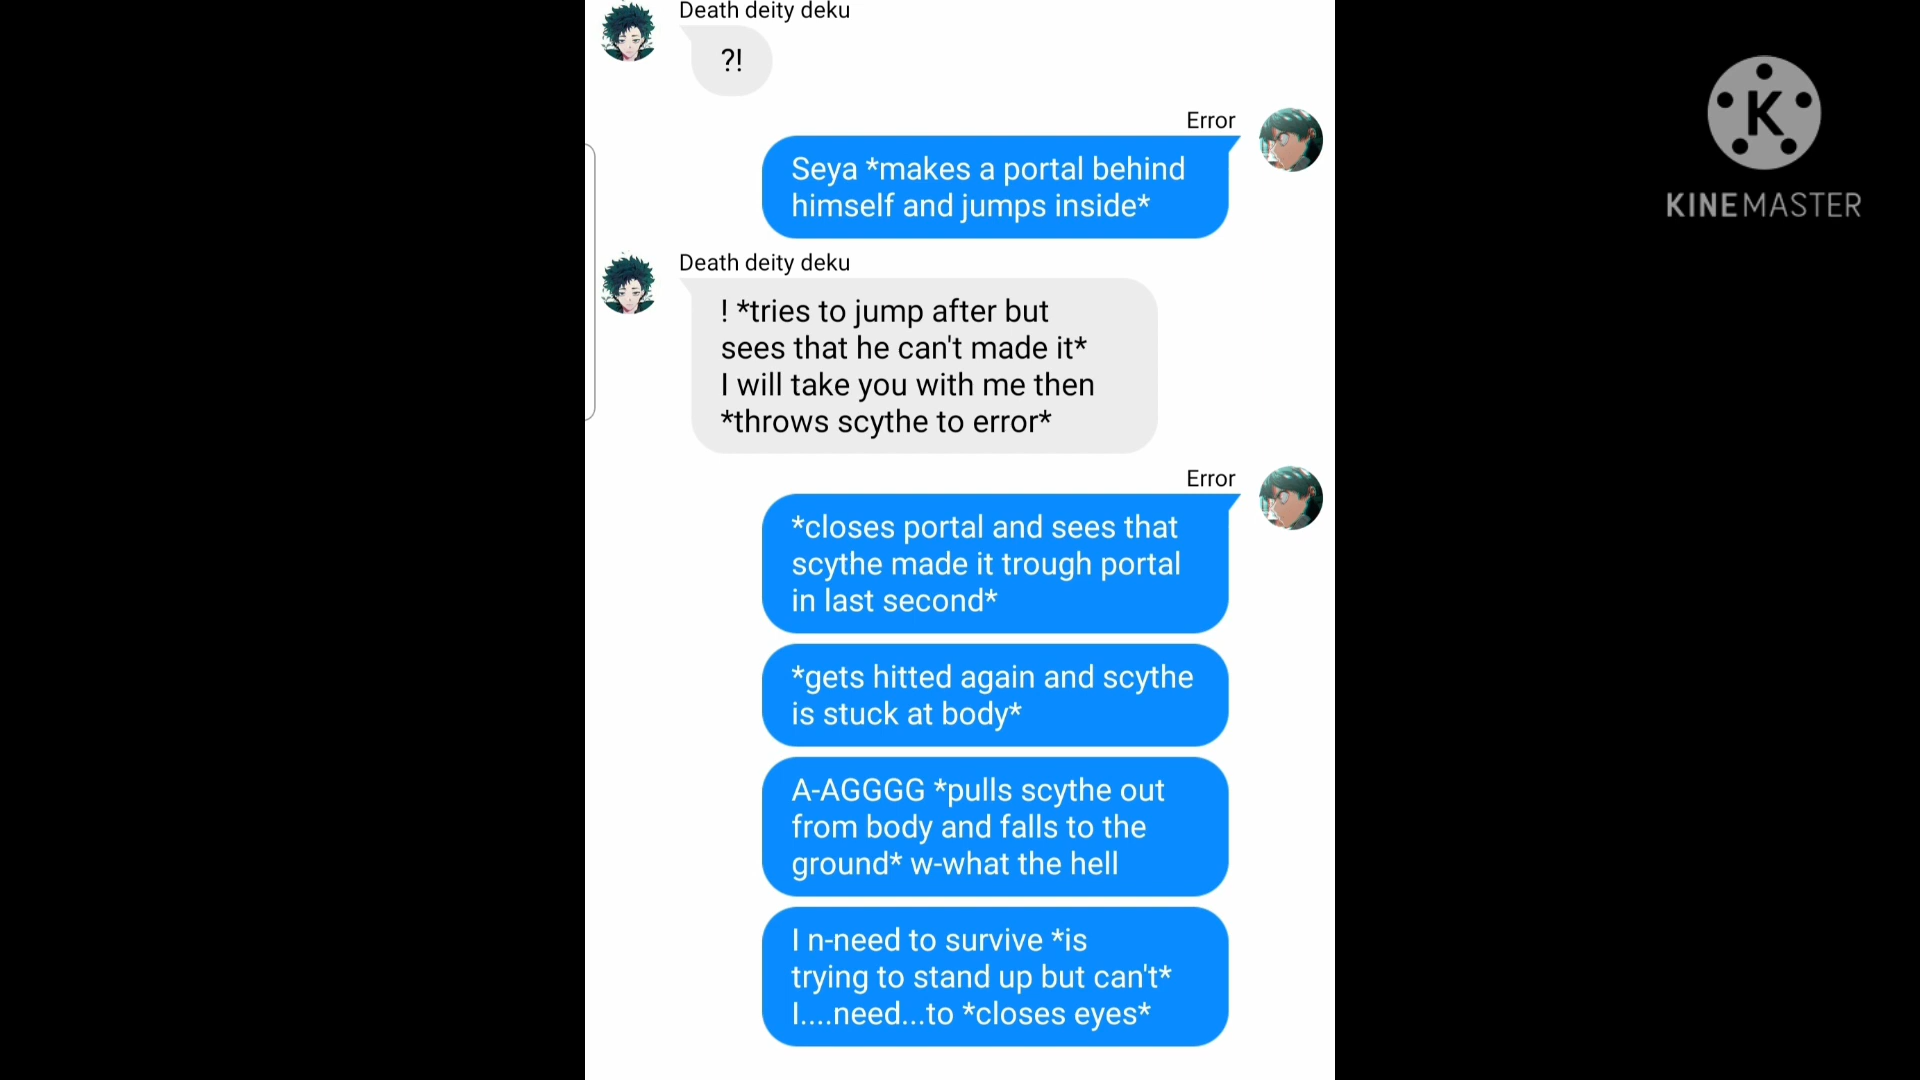 Death deity deku
?!
Error
Seya *makes a portal behind
himself and jumps inside*
Death deity deku
! *tries to jump after but
sees that he can't made it*
I will take you with me then
*throws scythe to error*
Error
*closes portal and sees that
scythe made it trough portal
in last second*
*gets hitted again and scythe
is stuck at body*
A-AGGGG *pulls scythe out
from body and falls to the
ground* w-what the hell
I n-need to survive *is
trying to stand up but can't*
I....need...to *closes eyes*
K
KINEMASTER